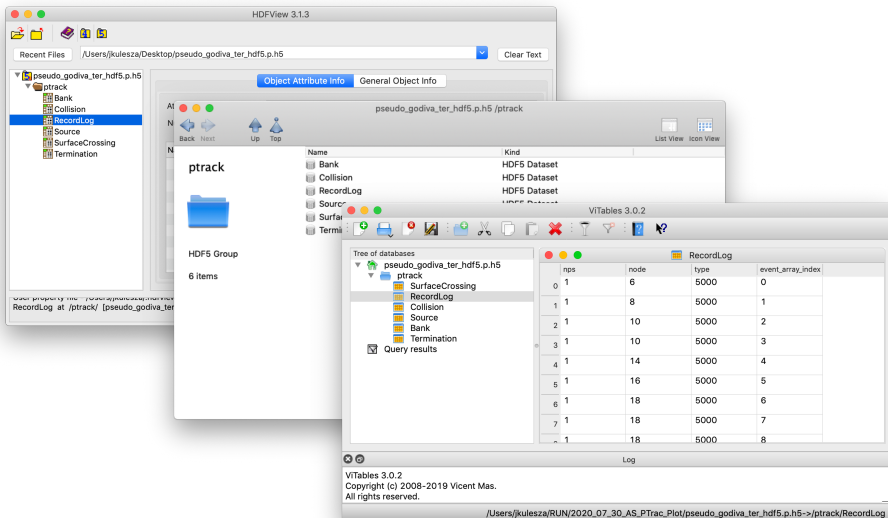 HDFView 3.1.3
Recent Files
/Users/jkulesza/Desktop/pseudo_godiva_ter_hdf5.p.h5
Clear Text
pseudo_godiva_ter_hdf5.p.h5
ptrack
Bank
Collision
RecordLog
Source
SurfaceCrossing
Termination
Object Attribute Info
General Object Info
RecordLog at /ptrack/ [pseudo_godiva_ter
pseudo_godiva_ter_hdf5.p.h5 /ptrack
Back Next Up Top List View Icon View
ptrack
HDF5 Group
6 items
Name Kind
Bank HDF5 Dataset
Collision HDF5 Dataset
RecordLog HDF5 Dataset
Source HDF5 Dataset
Surfa
Termi
ViTables 3.0.2
Tree of databases
pseudo_godiva_ter_hdf5.p.h5
ptrack
SurfaceCrossing
RecordLog
Collision
Source
Bank
Termination
Query results
RecordLog
nps node type event_array_index
0 1 6 5000 0
1 1 8 5000 1
2 1 10 5000 2
3 1 10 5000 3
4 1 14 5000 4
5 1 16 5000 5
6 1 18 5000 6
7 1 18 5000 7
1 18 5000 8
Log
ViTables 3.0.2
Copyright (c) 2008-2019 Vicent Mas.
All rights reserved.
/Users/jkulesza/RUN/2020_07_30_AS_PTrac_Plot/pseudo_godiva_ter_hdf5.p.h5->/ptrack/RecordLog